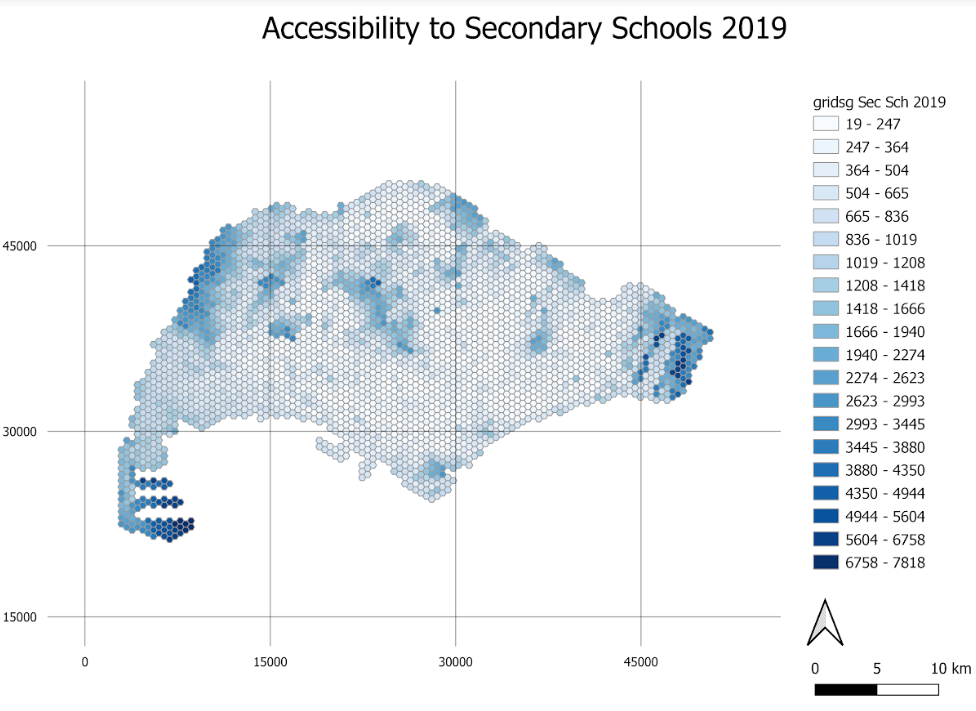 Accessibility to Secondary Schools 2019
gridsg Sec Sch 2019
19 - 247
247 - 364
364 - 504
504 - 665
665 - 836
836 - 1019
1019 - 1208
1208 - 1418
1418 - 1666
1666 - 1940
1940 - 2274
2274 - 2623
2623 - 2993
2993 - 3445
3445 - 3880
3880 - 4350
4350 - 4944
4944 - 5604
5604 - 6758
6758 - 7818
45000
30000
15000
0 15000 30000 45000
0 5 10 km